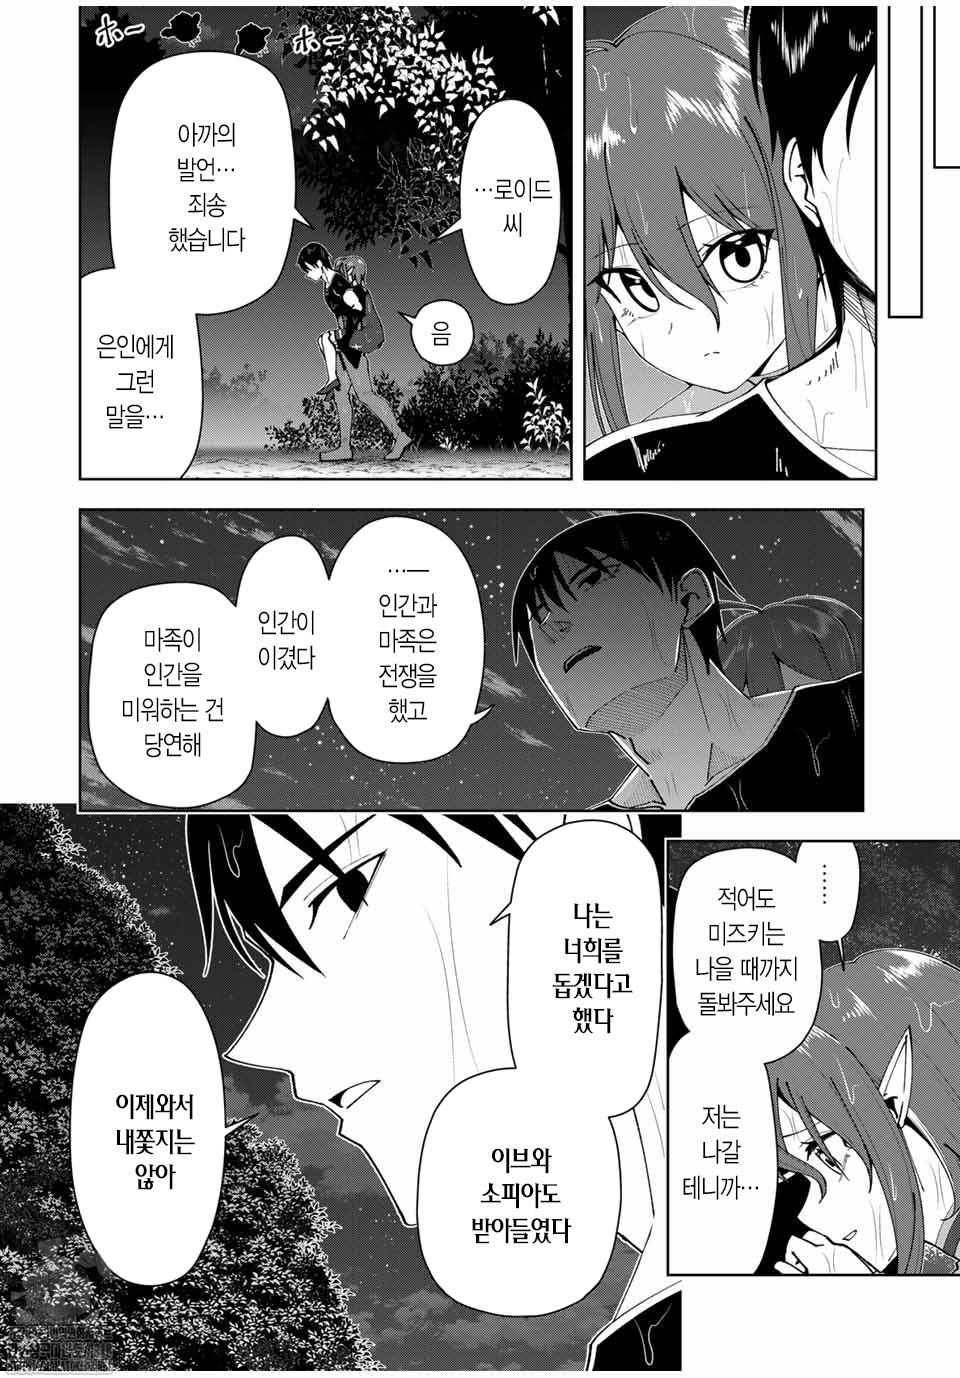 ホー
ホー
…로이드
씨
음
아까의
발언…
죄송
했습니다
은인에게
그런
말을…
…―
인간과
마족은
전쟁을
했고
인간이
이겼다
마족이
인간을
미워하는 건
당연해
……
적어도
미즈키는
나을 때까지
돌봐주세요
저는
나갈
테니까…
나는
너희를
돕겠다고
했다
이브와
소피아도
받아들였다
이제와서
내쫓지는
않아